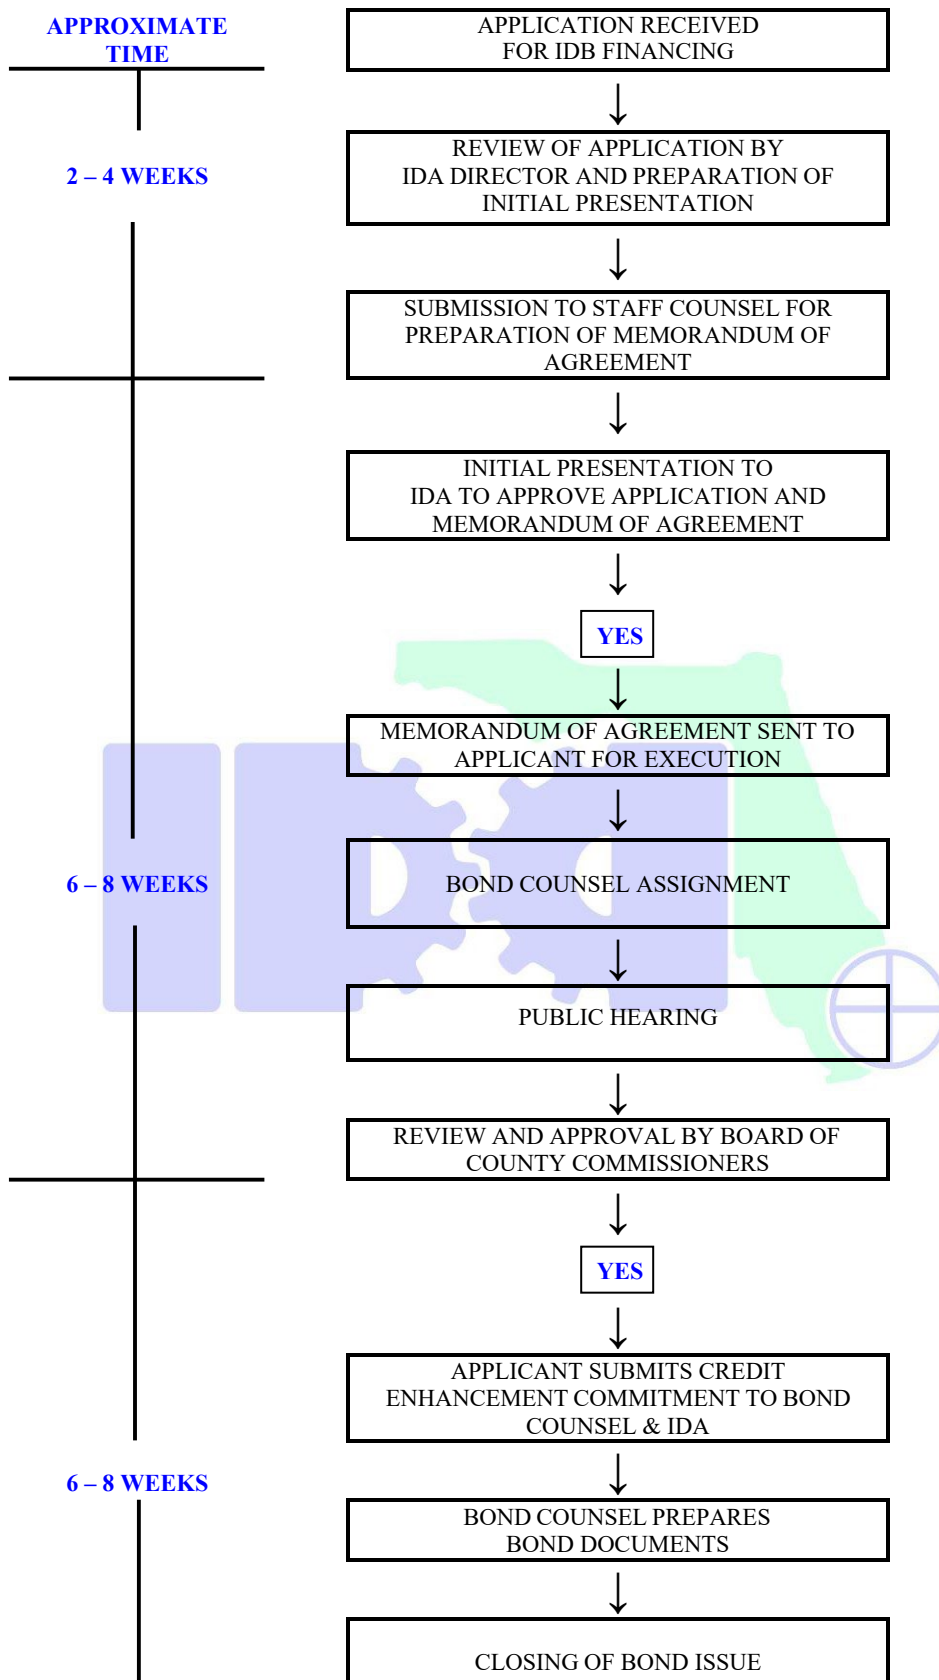 APPROXIMATE
TIME
APPLICATION RECEIVED
FOR IDB FINANCING
2 – 4 WEEKS
REVIEW OF APPLICATION BY
IDA DIRECTOR AND PREPARATION OF
INITIAL PRESENTATION
SUBMISSION TO STAFF COUNSEL FOR
PREPARATION OF MEMORANDUM OF
AGREEMENT
INITIAL PRESENTATION TO
IDA TO APPROVE APPLICATION AND
MEMORANDUM OF AGREEMENT
YES
MEMORANDUM OF AGREEMENT SENT TO
APPLICANT FOR EXECUTION
6 – 8 WEEKS
BOND COUNSEL ASSIGNMENT
PUBLIC HEARING
REVIEW AND APPROVAL BY BOARD OF
COUNTY COMMISSIONERS
YES
APPLICANT SUBMITS CREDIT
ENHANCEMENT COMMITMENT TO BOND
COUNSEL & IDA
6 – 8 WEEKS
BOND COUNSEL PREPARES
BOND DOCUMENTS
CLOSING OF BOND ISSUE